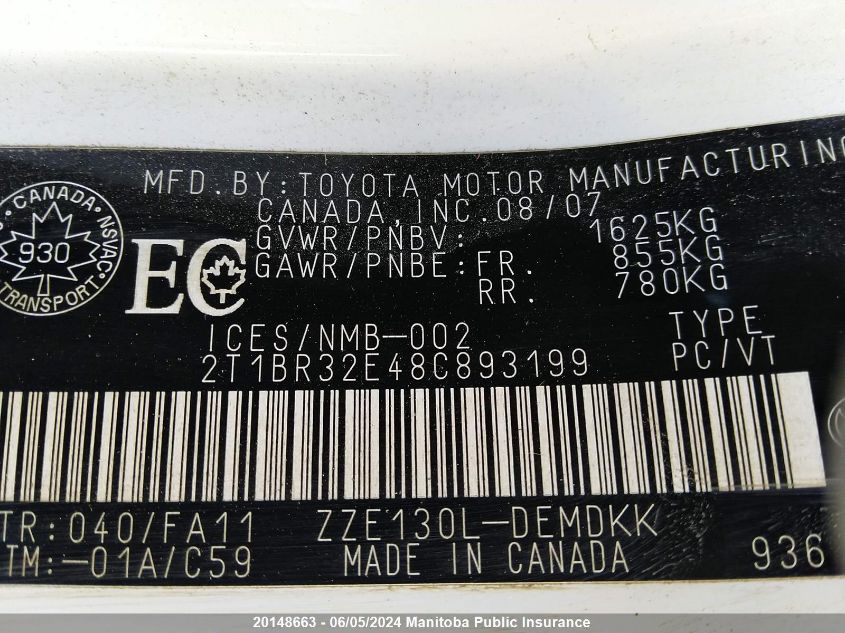 MFD.BY:TOYOTA MOTOR MANUFACTURING
CANADA,INC.08/07
GVWR/PNBV: 1625KG
GAWR/PNBE:FR. 855KG
RR. 780KG
CANADA
NSVAC
930
TRANSPORT
EC
ICES/NMB-002
2T1BR32E48C893199
TYPE
PC/VT
TR:040/FA11 ZZE130L-DEMDKK
TM:-01A/C59 MADE IN CANADA 936
20148663 - 06/05/2024 Manitoba Public Insurance